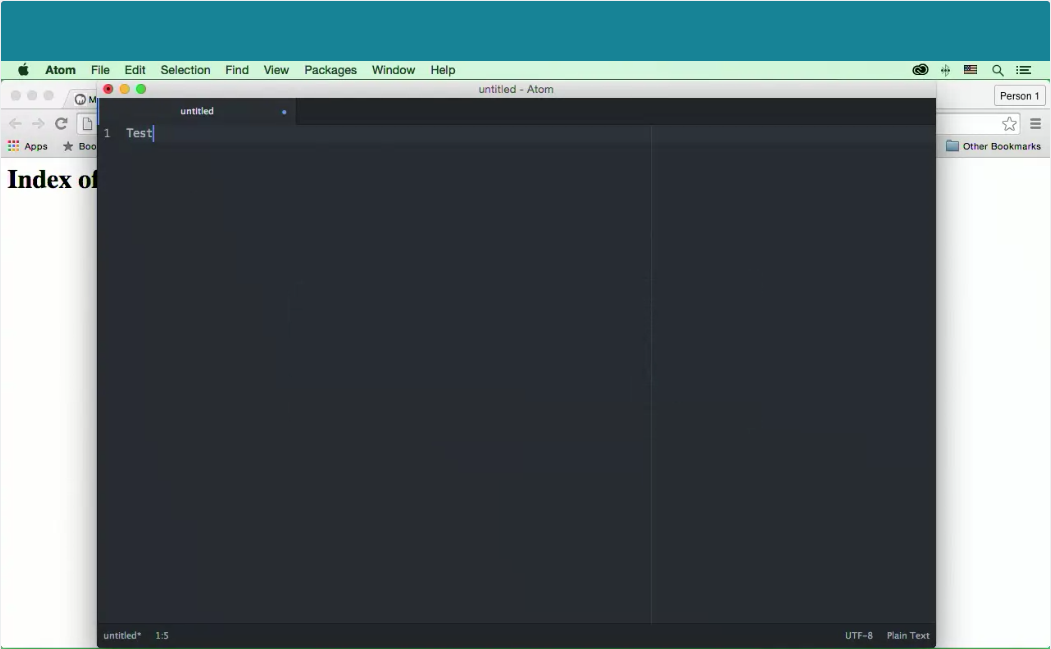 Atom File Edit Selection Find View Packages Window Help
untitled - Atom
Person 1
untitled
Apps
Other Bookmarks
1 Test
Index of
untitled* 1:5 UTF-8 Plain Text